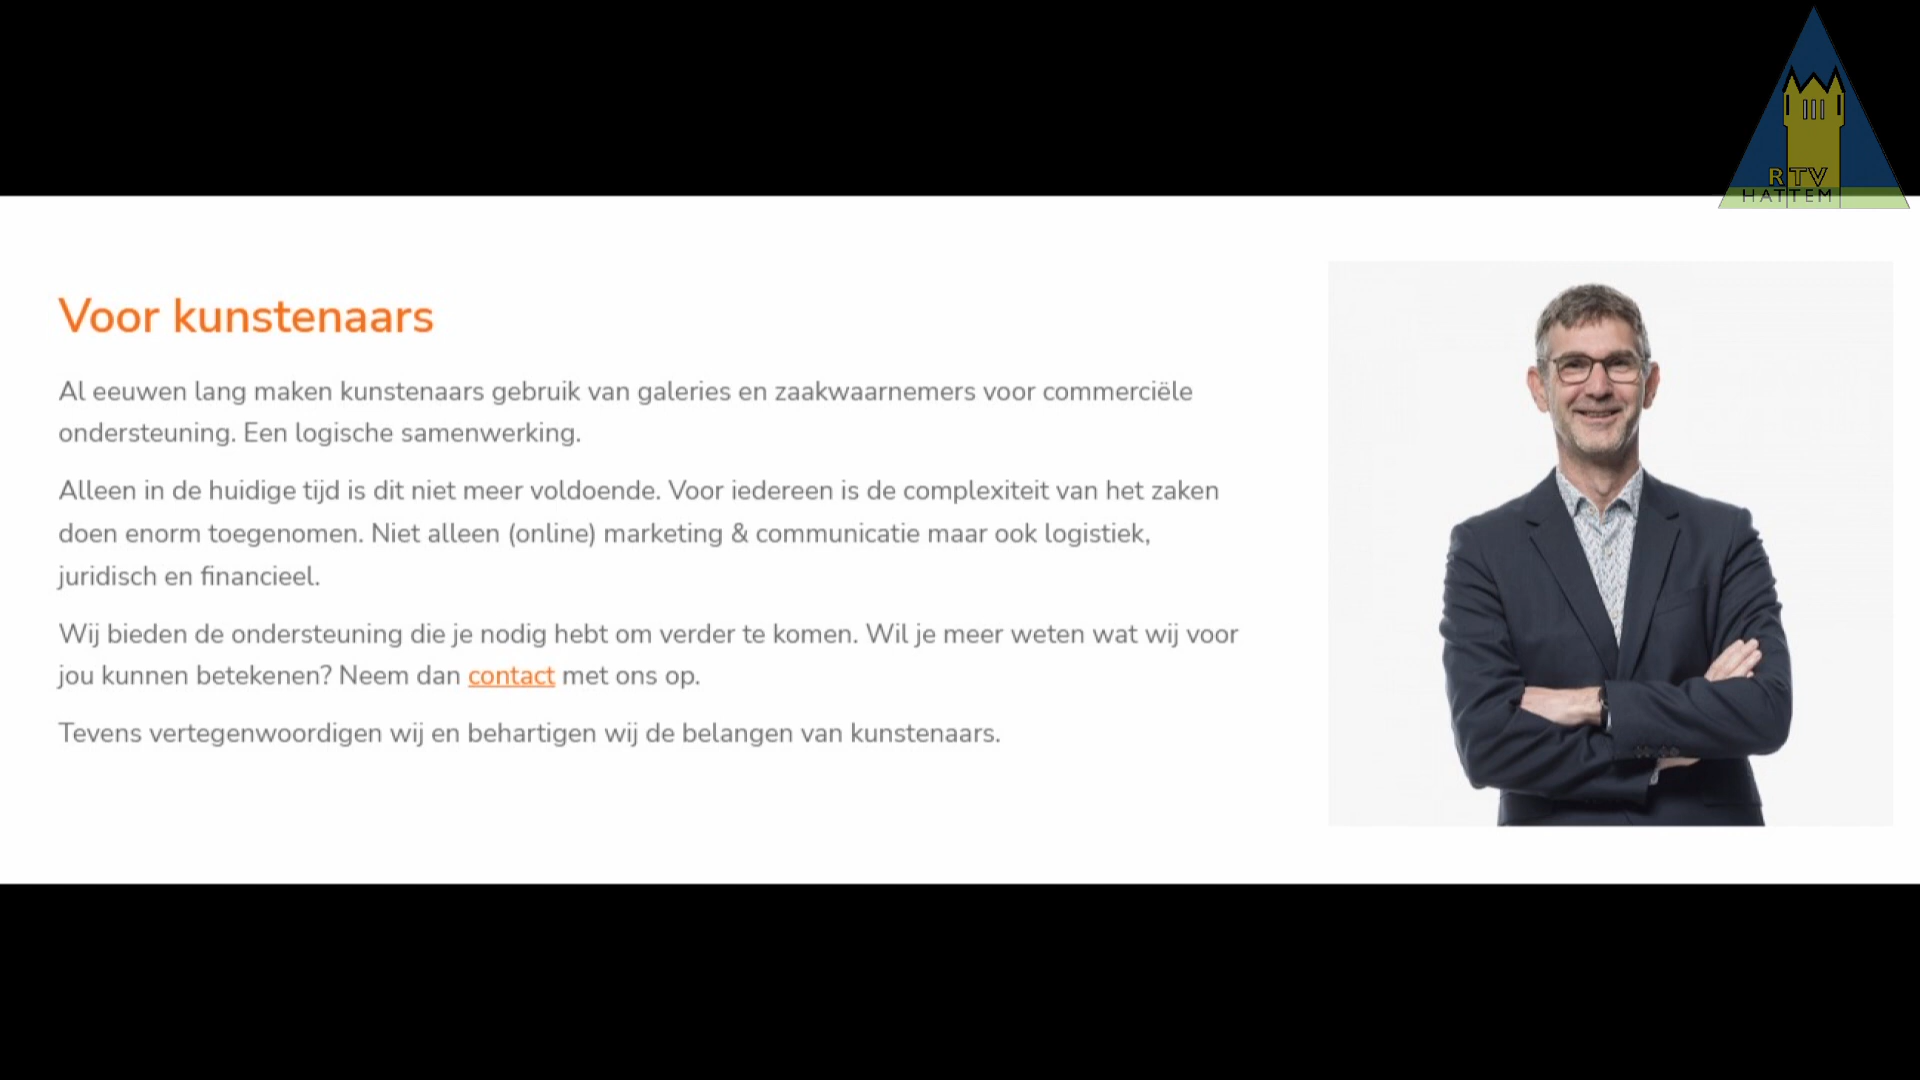 RTV
HATTEM
Voor kunstenaars
Al eeuwen lang maken kunstenaars gebruik van galeries en zaakwaarnemers voor commerciële
ondersteuning. Een logische samenwerking.
Alleen in de huidige tijd is dit niet meer voldoende. Voor iedereen is de complexiteit van het zaken
doen enorm toegenomen. Niet alleen (online) marketing & communicatie maar ook logistiek,
juridisch en financieel.
Wij bieden de ondersteuning die je nodig hebt om verder te komen. Wil je meer weten wat wij voor
jou kunnen betekenen? Neem dan contact met ons op.
Tevens vertegenwoordigen wij en behartigen wij de belangen van kunstenaars.